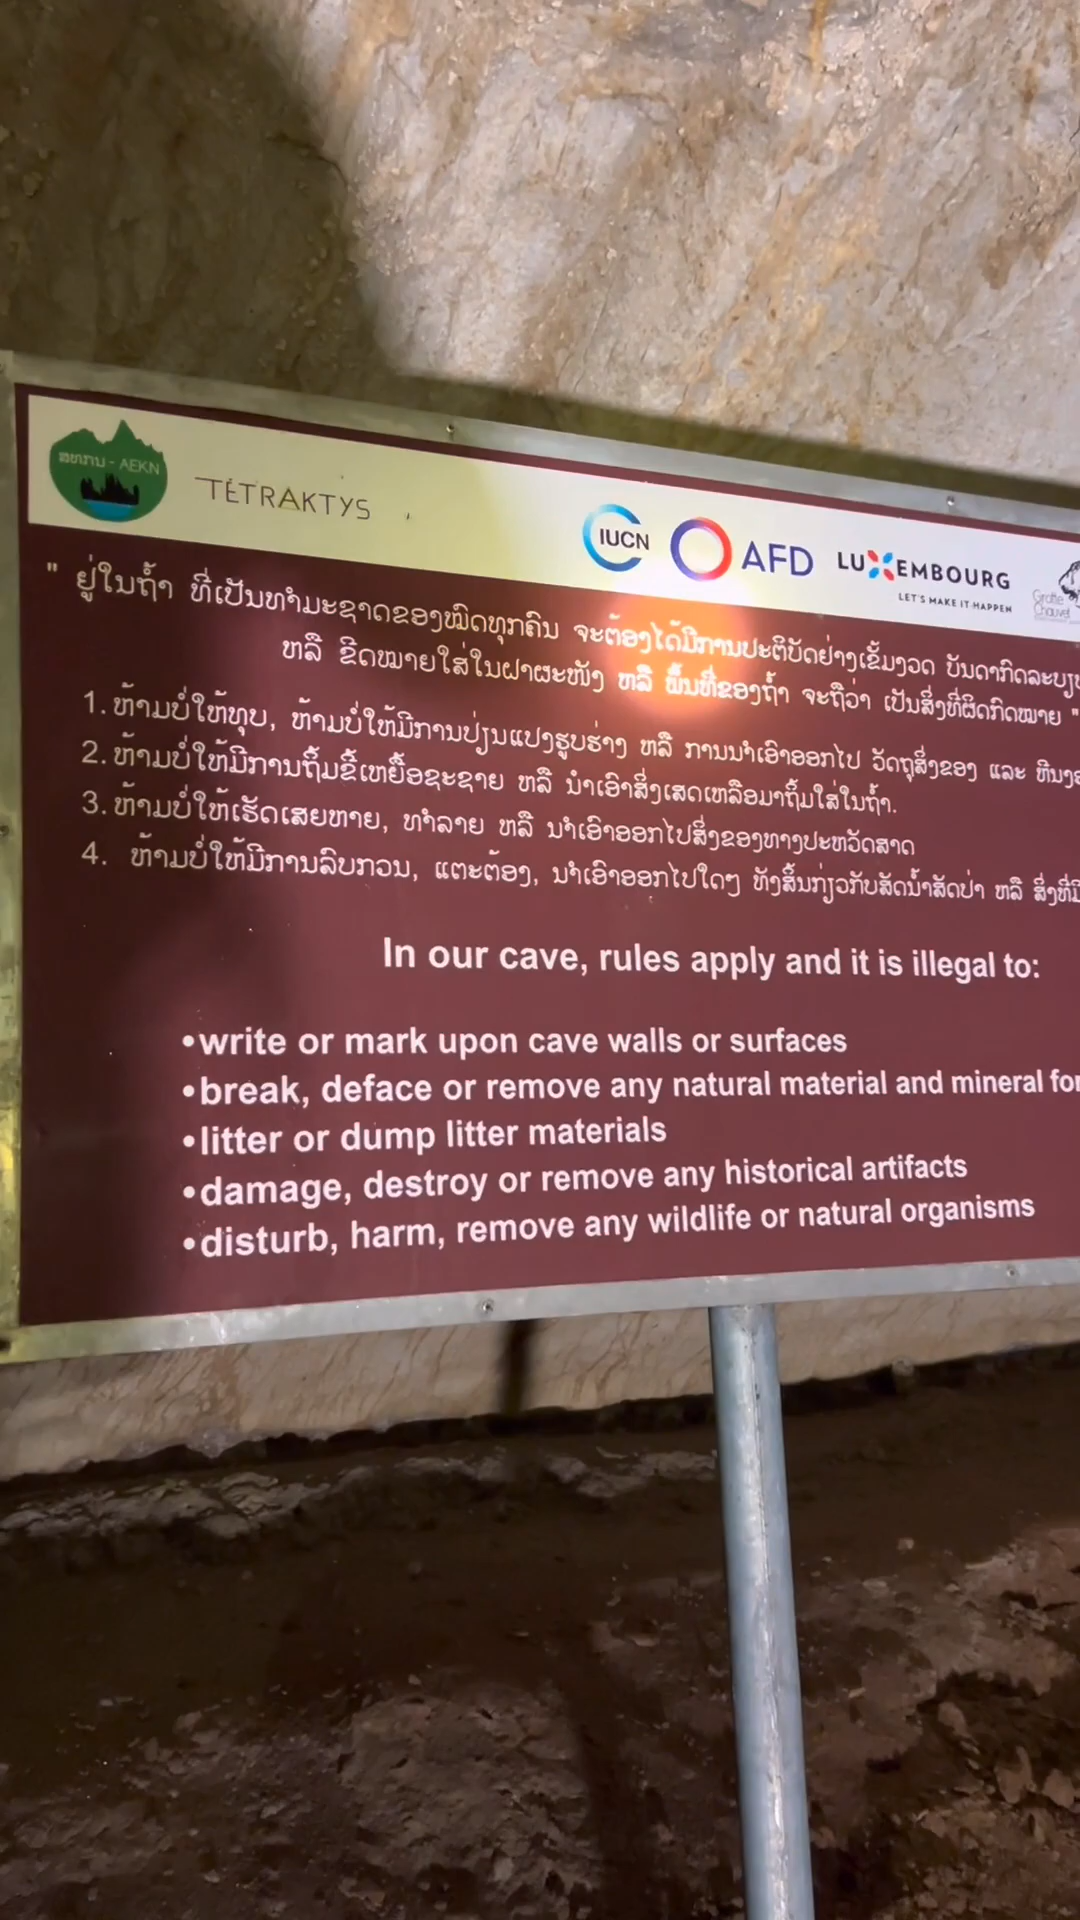 ສທກນ - AEKN
TÉTRAKTYS
IUCN
AFD
LUXEMBOURG
LET'S MAKE IT HAPPEN
Grotte
Chauvet
" ຢູ່ໃນຖ້ຳ ທີ່ເປັນທຳມະຊາດຂອງໝົດທຸກຄົນ ຈະຕ້ອງໄດ້ມີການປະຕິບັດຢ່າງເຂັ້ມງວດ ບັນດາກົດລະບຽ
ຫລື ຂີດໝາຍໃສ່ໃນຝາຜະໜັງ ຫລື ພື້ນທີ່ຂອງຖ້ຳ ຈະຖືວ່າ ເປັນສິ່ງທີ່ຜິດກົດໝາຍ "
1. ຫ້າມບໍ່ໃຫ້ທຸບ, ຫ້າມບໍ່ໃຫ້ມີການປ່ຽນແປງຮູບຮ່າງ ຫລື ການນຳເອົາອອກໄປ ວັດຖຸສິ່ງຂອງ ແລະ ຫີນງອ
2. ຫ້າມບໍ່ໃຫ້ມີການຖິ້ມຂີ້ເຫຍື້ອຊະຊາຍ ຫລື ນຳເອົາສິ່ງເສດເຫລືອມາຖິ້ມໃສ່ໃນຖ້ຳ.
3. ຫ້າມບໍ່ໃຫ້ເຮັດເສຍຫາຍ, ທຳລາຍ ຫລື ນຳເອົາອອກໄປສິ່ງຂອງທາງປະຫວັດສາດ
4. ຫ້າມບໍ່ໃຫ້ມີການລົບກວນ, ແຕະຕ້ອງ, ນຳເອົາອອກໄປໃດໆ ທັງສິ້ນກ່ຽວກັບສັດນ້ຳສັດປ່າ ຫລື ສິ່ງທີ່ມີ
In our cave, rules apply and it is illegal to:
•write or mark upon cave walls or surfaces
•break, deface or remove any natural material and mineral for
•litter or dump litter materials
•damage, destroy or remove any historical artifacts
•disturb, harm, remove any wildlife or natural organisms